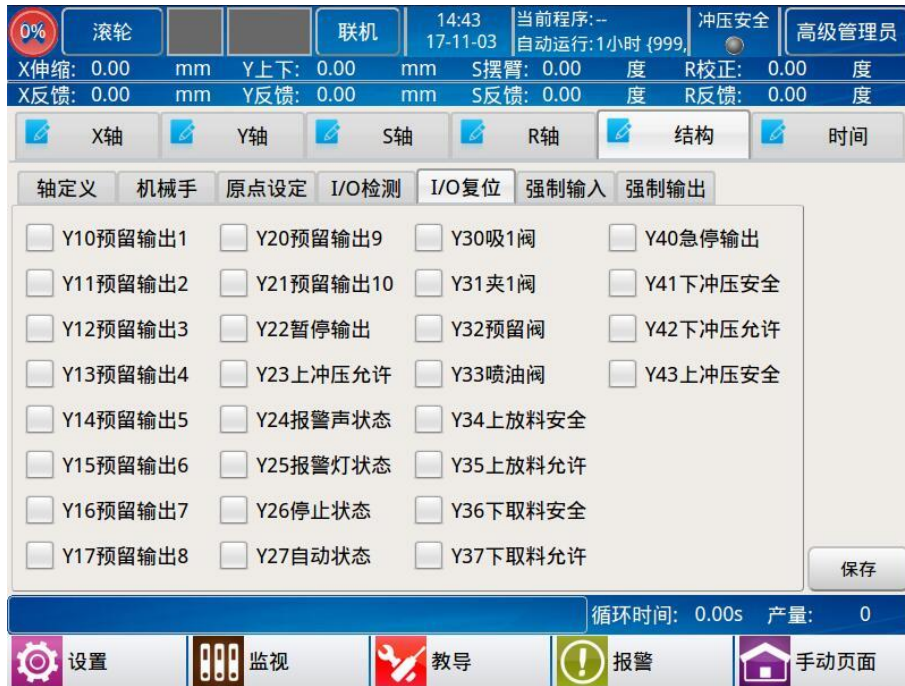 0% 滚轮 联机 14:43 当前程序:-- 冲压安全 高级管理员
17-11-03 自动运行:1小时 {999,
X伸缩: 0.00 mm Y上下: 0.00 mm S摆臂: 0.00 度 R校正: 0.00 度
X反馈: 0.00 mm Y反馈: 0.00 mm S反馈: 0.00 度 R反馈: 0.00 度
X轴 Y轴 S轴 R轴 结构 时间
轴定义 机械手 原点设定 I/O检测 I/O复位 强制输入 强制输出
Y10预留输出1 Y20预留输出9 Y30吸1阀 Y40急停输出
Y11预留输出2 Y21预留输出10 Y31夹1阀 Y41下冲压安全
Y12预留输出3 Y22暂停输出 Y32预留阀 Y42下冲压允许
Y13预留输出4 Y23上冲压允许 Y33喷油阀 Y43上冲压安全
Y14预留输出5 Y24报警声状态 Y34上放料安全
Y15预留输出6 Y25报警灯状态 Y35上放料允许
Y16预留输出7 Y26停止状态 Y36下取料安全
Y17预留输出8 Y27自动状态 Y37下取料允许
保存
循环时间: 0.00s 产量: 0
设置 监视 教导 报警 手动页面